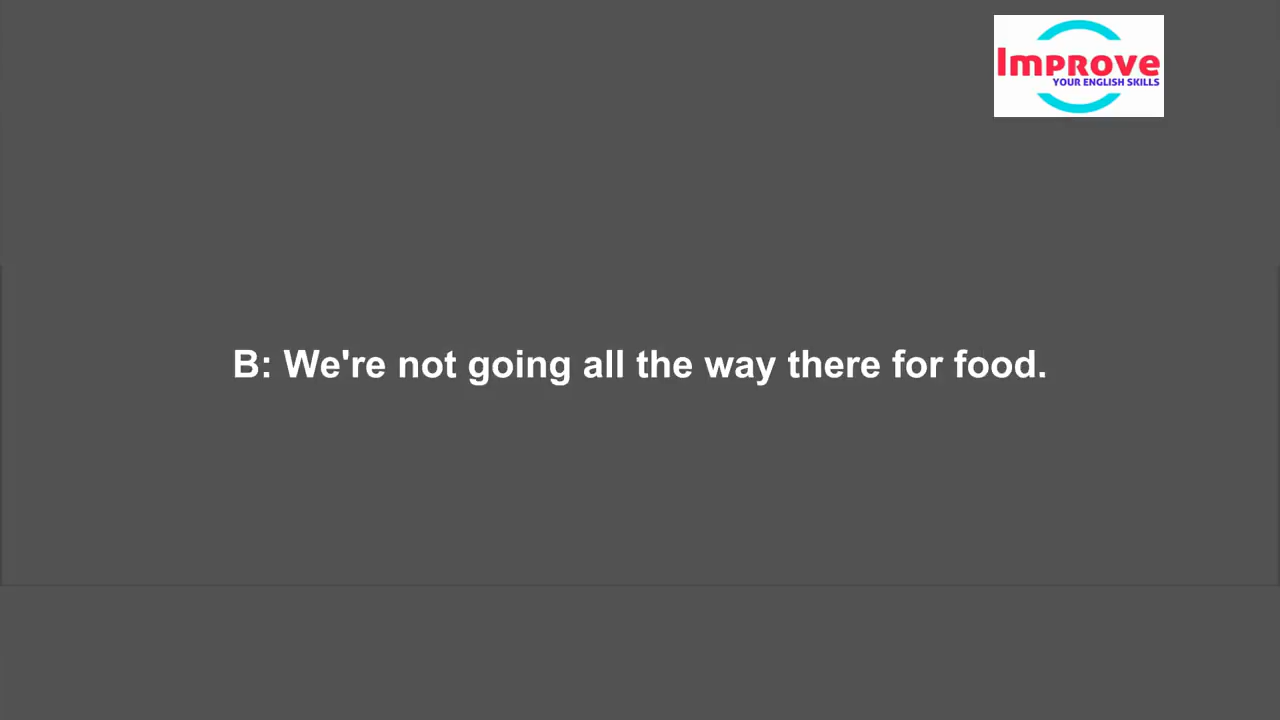 Improve
YOUR ENGLISH SKILLS
B: We're not going all the way there for food.